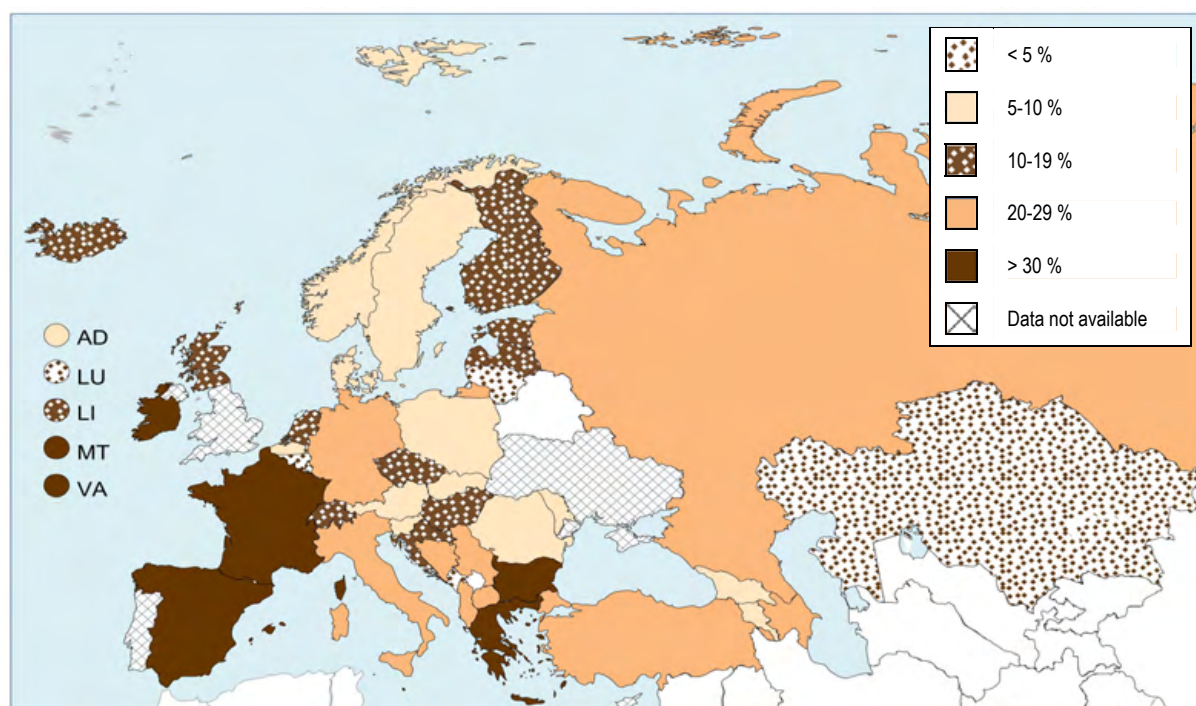 < 5 %
5-10 %
10-19 %
20-29 %
> 30 %
Data not available
AD
LU
LI
MT
VA